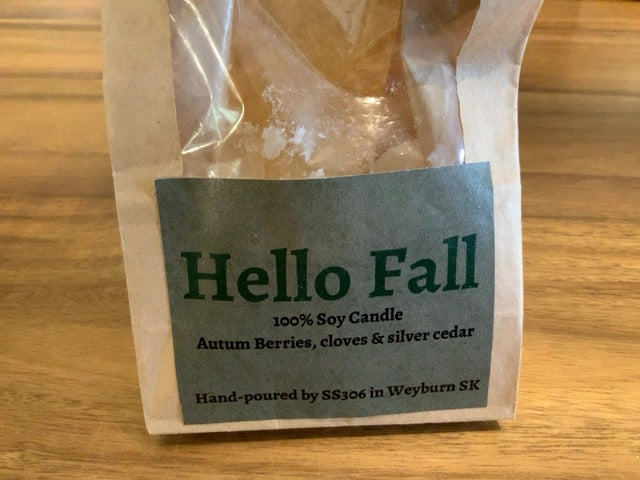 Hello Fall
100% Soy Candle
Autum Berries, cloves & silver cedar
Hand-poured by SS306 in Weyburn SK